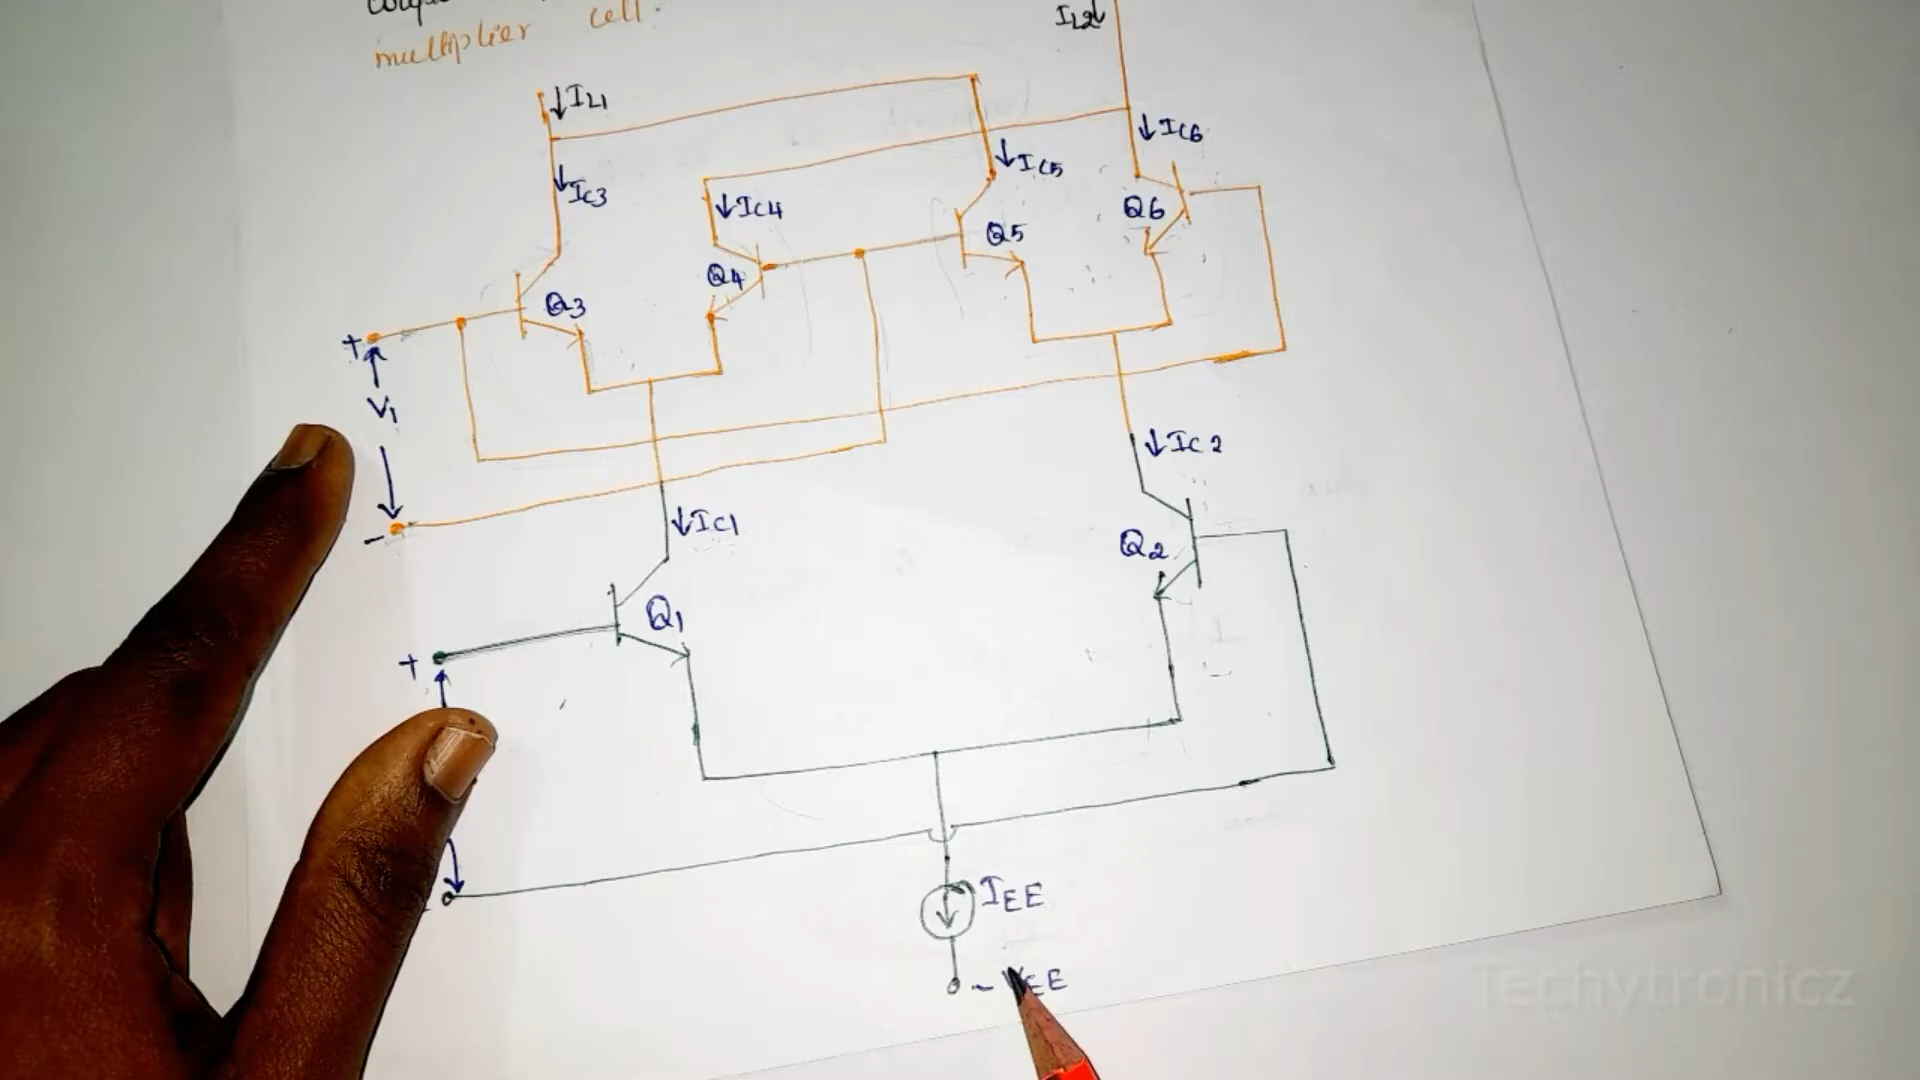 multiplier cell.
IL2↓
↓IL1
↓IC3
↓IC4
↓IC5
↓IC6
Q3
Q4
Q5
Q6
+
V1
-
↓IC1
↓IC2
Q1
Q2
+
IEE
- VEE
Techytronicz